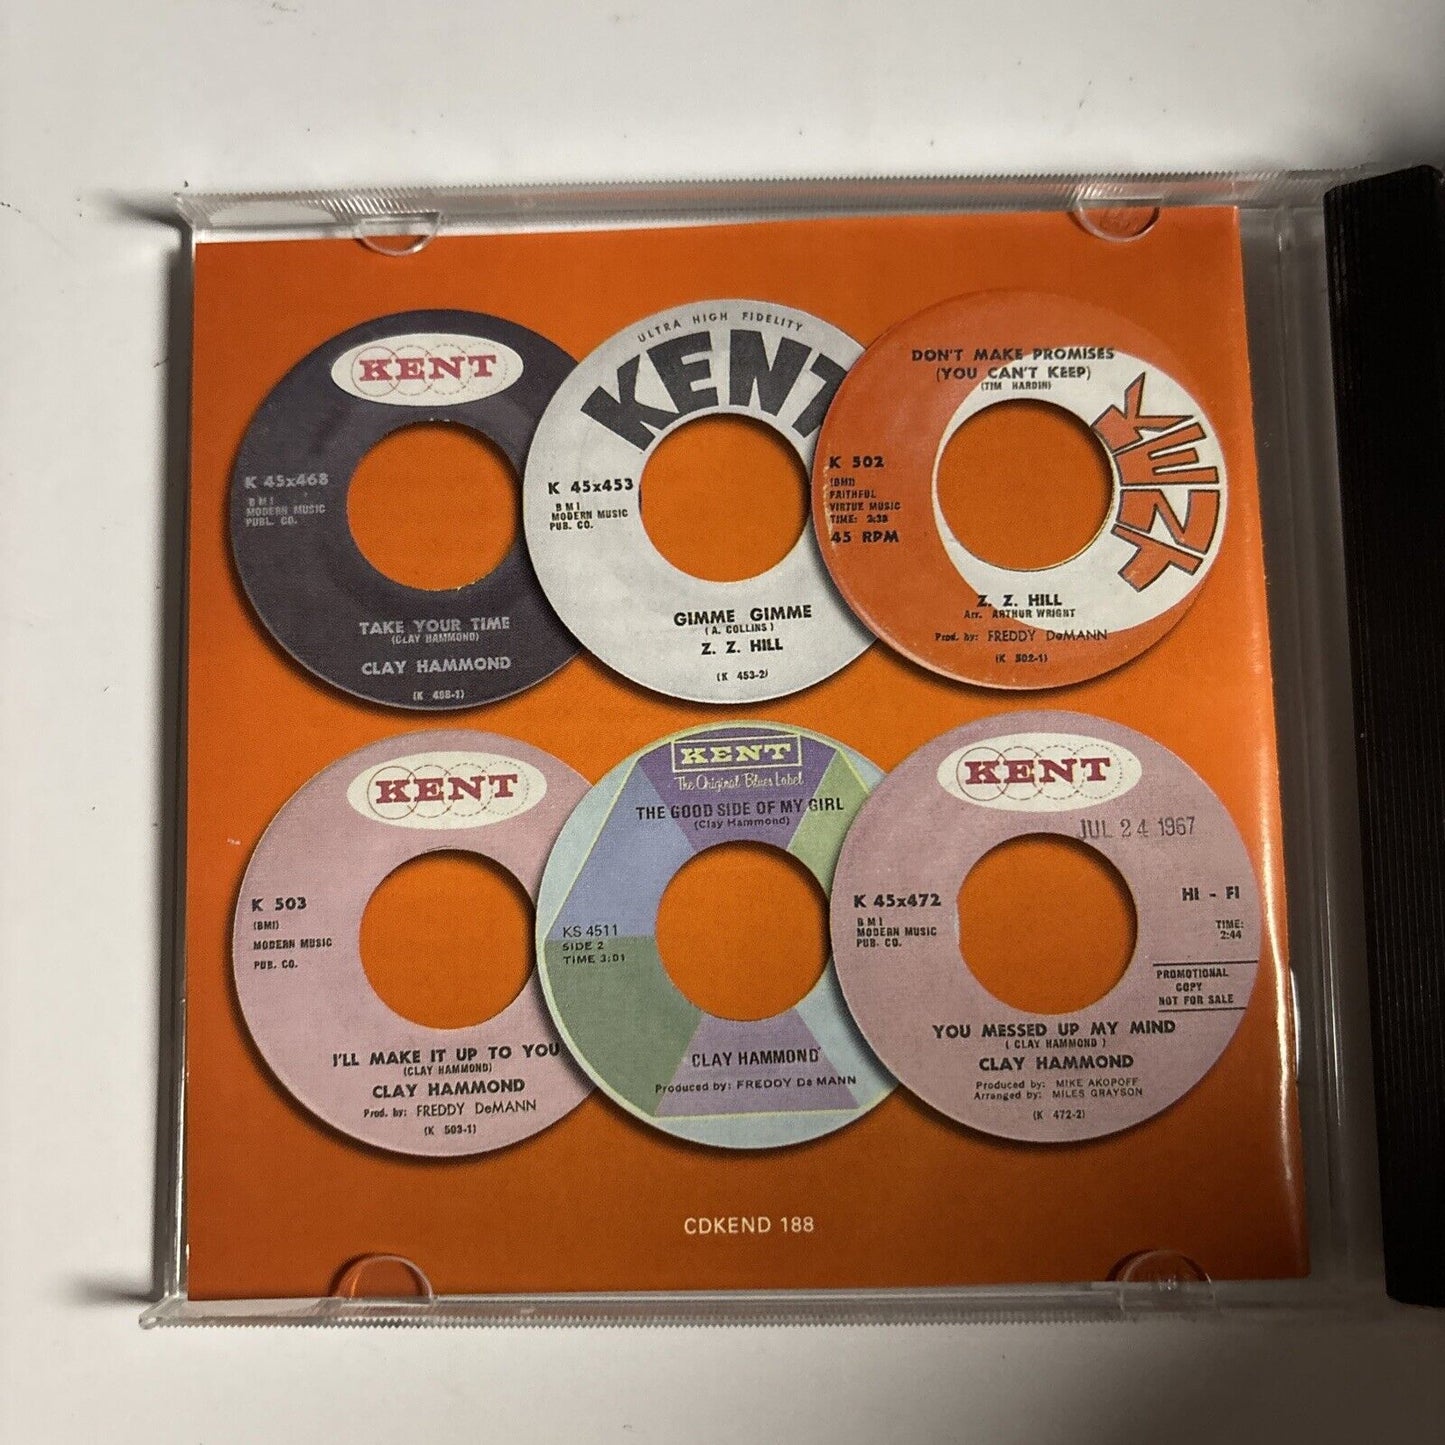 KENT
K 45x468
BMI
MODERN MUSIC
PUBL. CO.
TAKE YOUR TIME
(CLAY HAMMOND)
CLAY HAMMOND
(K 468-1)
ULTRA HIGH FIDELITY
KENT
K 45x453
BMI
MODERN MUSIC
PUB. CO.
GIMME GIMME
(A. COLLINS)
Z. Z. HILL
(K 453-2)
DON'T MAKE PROMISES
(YOU CAN'T KEEP)
(TIM HARDIN)
KENT
K 502
(BMI)
FAITHFUL
VIRTUE MUSIC
TIME: 2:38
45 RPM
Z. Z. HILL
Arr. ARTHUR WRIGHT
Prod. by: FREDDY DeMANN
(K 502-1)
KENT
K 503
(BMI)
MODERN MUSIC
PUB. CO.
I'LL MAKE IT UP TO YOU
(CLAY HAMMOND)
CLAY HAMMOND
Prod. by: FREDDY DeMANN
(K 503-1)
KENT
The Original Blues Label
THE GOOD SIDE OF MY GIRL
(Clay Hammond)
KS 4511
SIDE 2
TIME 3:01
CLAY HAMMOND
Produced by: FREDDY De MANN
KENT
JUL 24 1967
K 45x472
BMI
MODERN MUSIC
PUB. CO.
HI - FI
TIME:
2:44
PROMOTIONAL
COPY
NOT FOR SALE
YOU MESSED UP MY MIND
( CLAY HAMMOND )
CLAY HAMMOND
Produced by: MIKE AKOPOFF
Arranged by: MILES GRAYSON
(K 472-2)
CDKEND 188